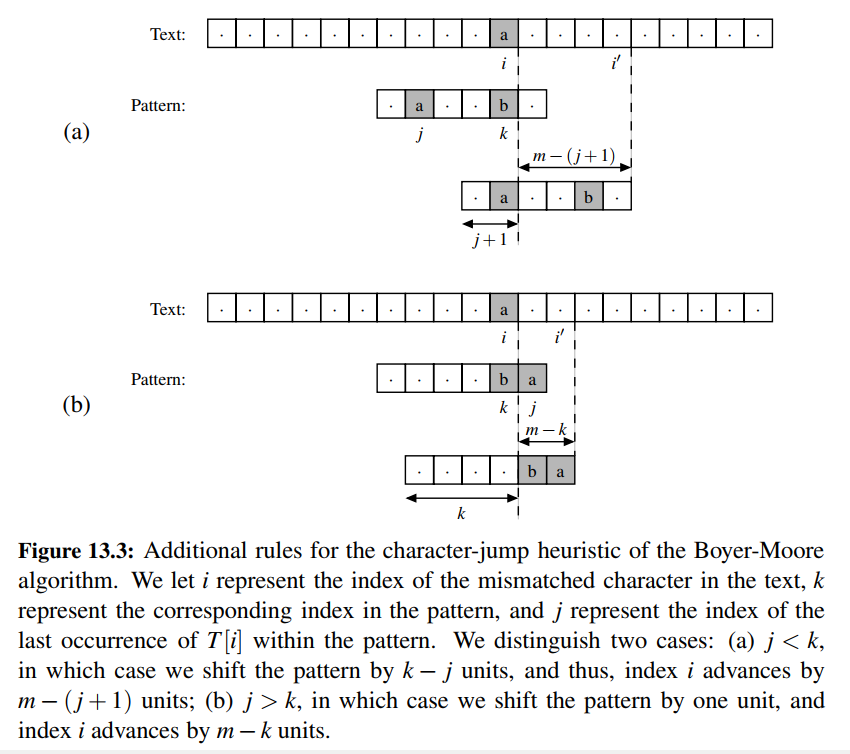 Text: · · · · · · · · · · a · · · · · · · · ·
i i′
Pattern: · a · · b ·
(a)
j k
m − (j + 1)
· a · · b ·
j + 1
Text: · · · · · · · · · · a · · · · · · · · ·
i i′
Pattern: · · · · b a
(b)
k j
m − k
· · · · b a
k
Figure 13.3: Additional rules for the character-jump heuristic of the Boyer-Moore
algorithm. We let i represent the index of the mismatched character in the text, k
represent the corresponding index in the pattern, and j represent the index of the
last occurrence of T[i] within the pattern. We distinguish two cases: (a) j < k,
in which case we shift the pattern by k − j units, and thus, index i advances by
m − (j + 1) units; (b) j > k, in which case we shift the pattern by one unit, and
index i advances by m − k units.